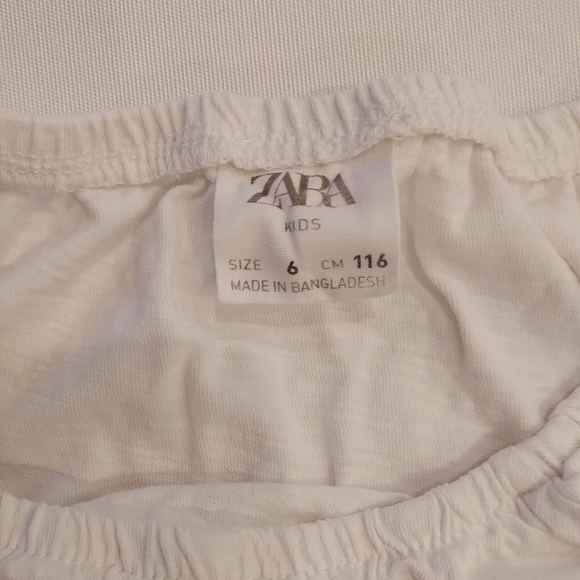 ZARA
KIDS
SIZE 6 CM 116
MADE IN BANGLADESH